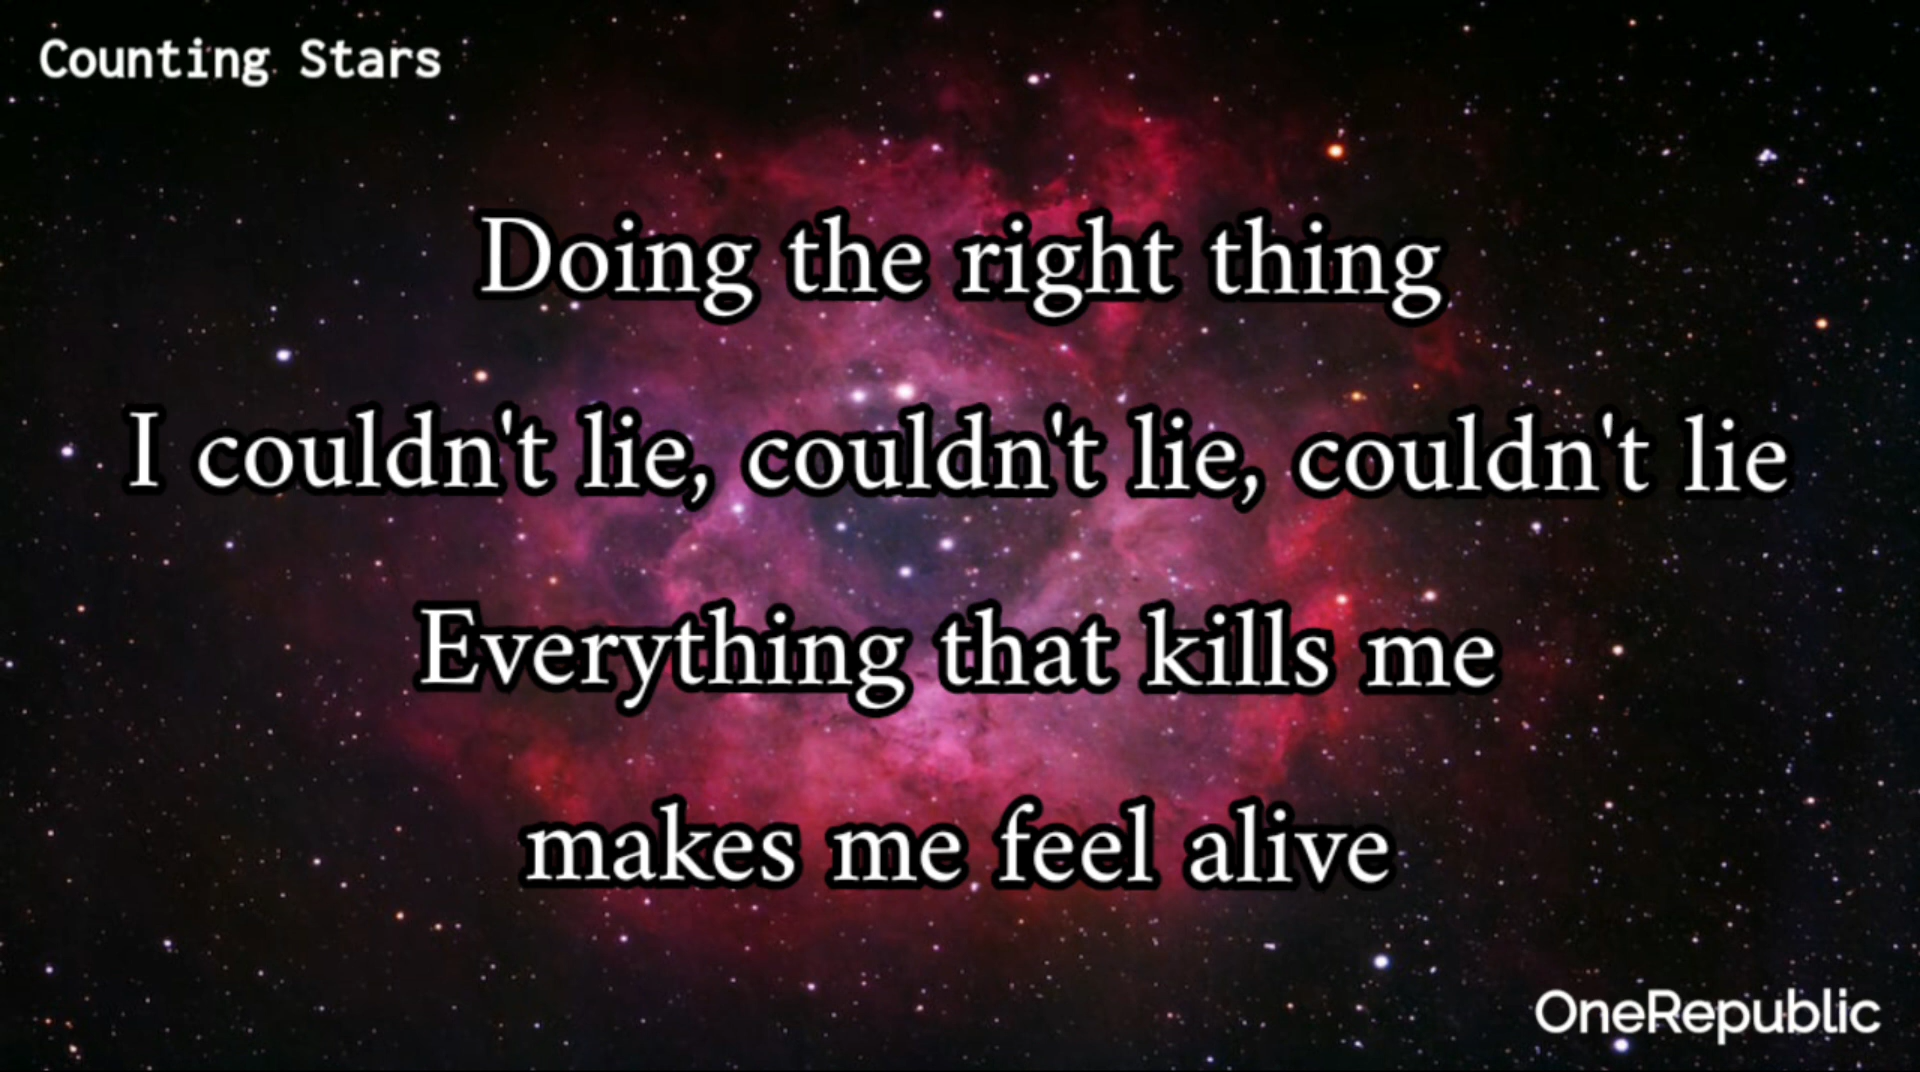 Counting Stars
Doing the right thing
I couldn't lie, couldn't lie, couldn't lie
Everything that kills me
makes me feel alive
OneRepublic